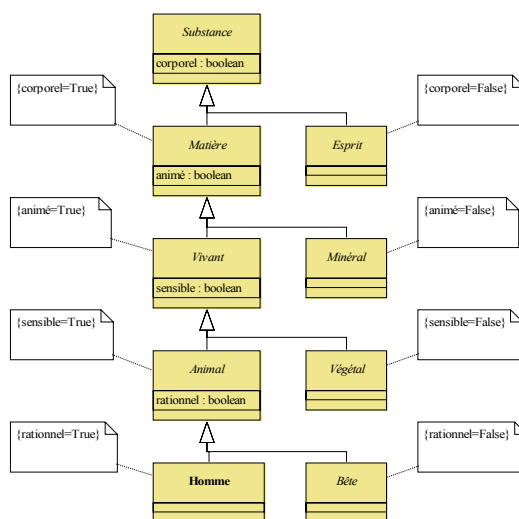 Substance
corporel : boolean
{corporel=True}
{corporel=False}
Matière
Esprit
animé : boolean
{animé=True}
{animé=False}
Vivant
Minéral
sensible : boolean
{sensible=True}
{sensible=False}
Animal
Végétal
rationnel : boolean
{rationnel=True}
{rationnel=False}
Homme
Bête